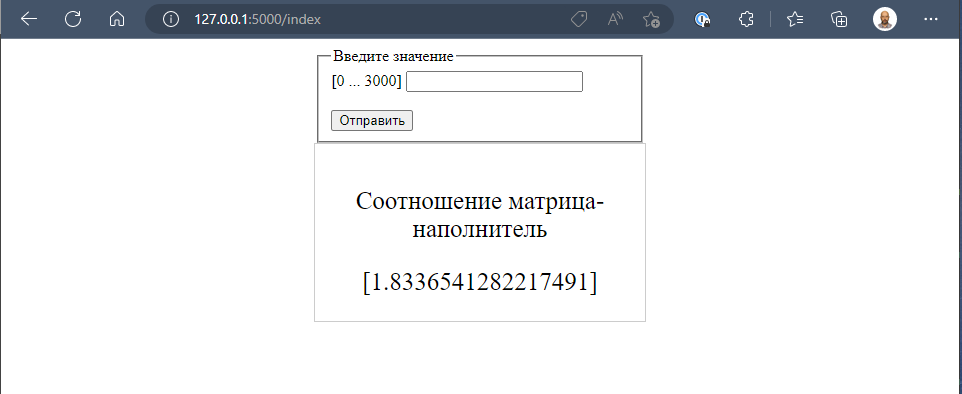 127.0.0.1:5000/index
Введите значение
[0 ... 3000]
Отправить
Соотношение матрица-
наполнитель
[1.8336541282217491]